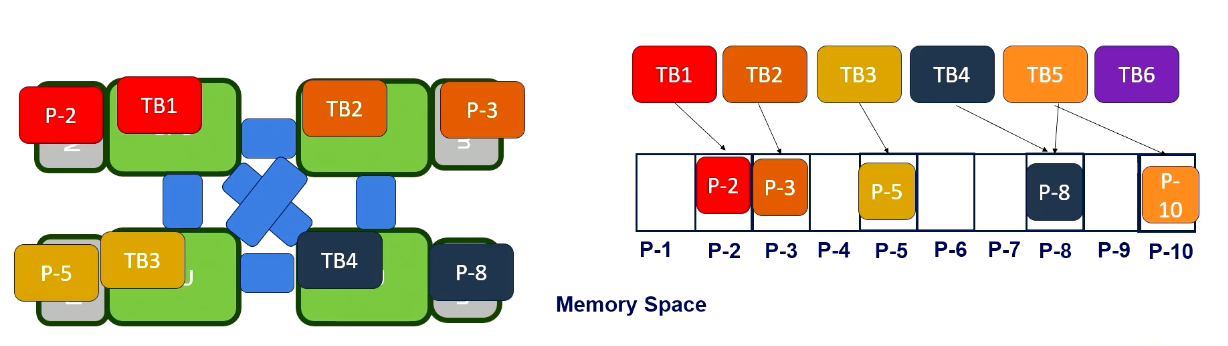 TB1 TB2 TB3 TB4 TB5 TB6
P-2 TB1 TB2 P-3
P-2 P-3 P-5 P-8 P-
10
P-1 P-2 P-3 P-4 P-5 P-6 P-7 P-8 P-9 P-10
P-5 TB3 TB4 P-8
Memory Space